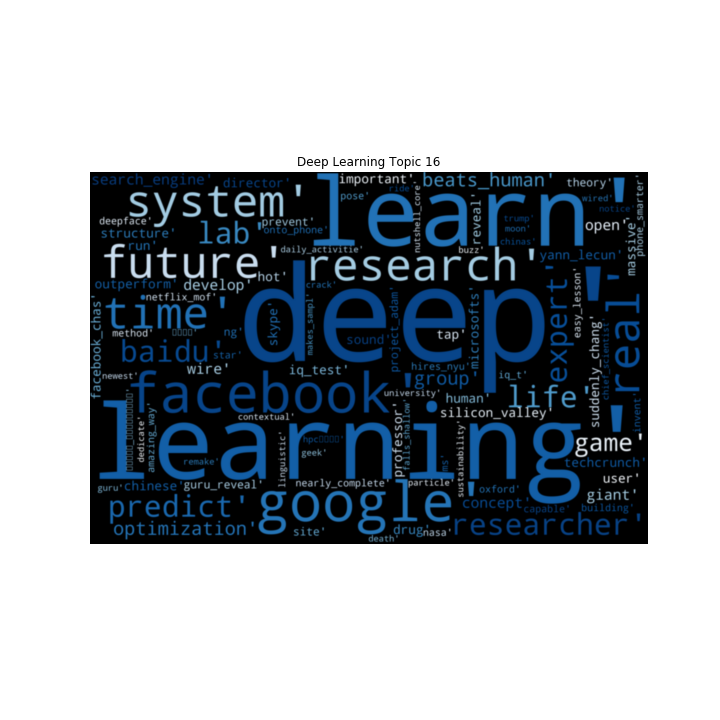 Deep Learning Topic 16
search_engine'
director'
important'
beats_human'
theory'
ride'
wired'
notice'
pose'
system'
learn'
deepface'
prevent'
structure'
lab'
onto_phone'
run'
nutshell_core'
reveal'
trump'
moon'
chinas'
open'
massive
phone_smarter'
yann_lecun'
daily_activitie'
buzz'
future'
research'
hot'
outperform'
develop'
crack'
netflix_mof'
time'
deep'
facebook_chas'
method'
ng'
skype'
makes_sampl'
sound'
project_adam'
tap'
microsofts'
expert'
easy_lesson'
real'
baidu'
star'
wire'
iq_test'
hires_nyu'
group'
iq_t'
suddenly_chang'
chief_scientist'
newest'
facebook'
university'
human'
life'
invent'
contextual'
silicon_valley'
learning'
dedicate'
amazing_way'
professor'
falls_shallow'
game'
remake'
linguistic'
geek'
ms'
sustainability'
techcrunch'
guru'
chinese'
guru_reveal'
nearly_complete'
particle'
oxford'
user'
giant'
predict'
google'
concept'
capable'
building'
optimization'
site'
drug'
nasa'
researcher'
death'